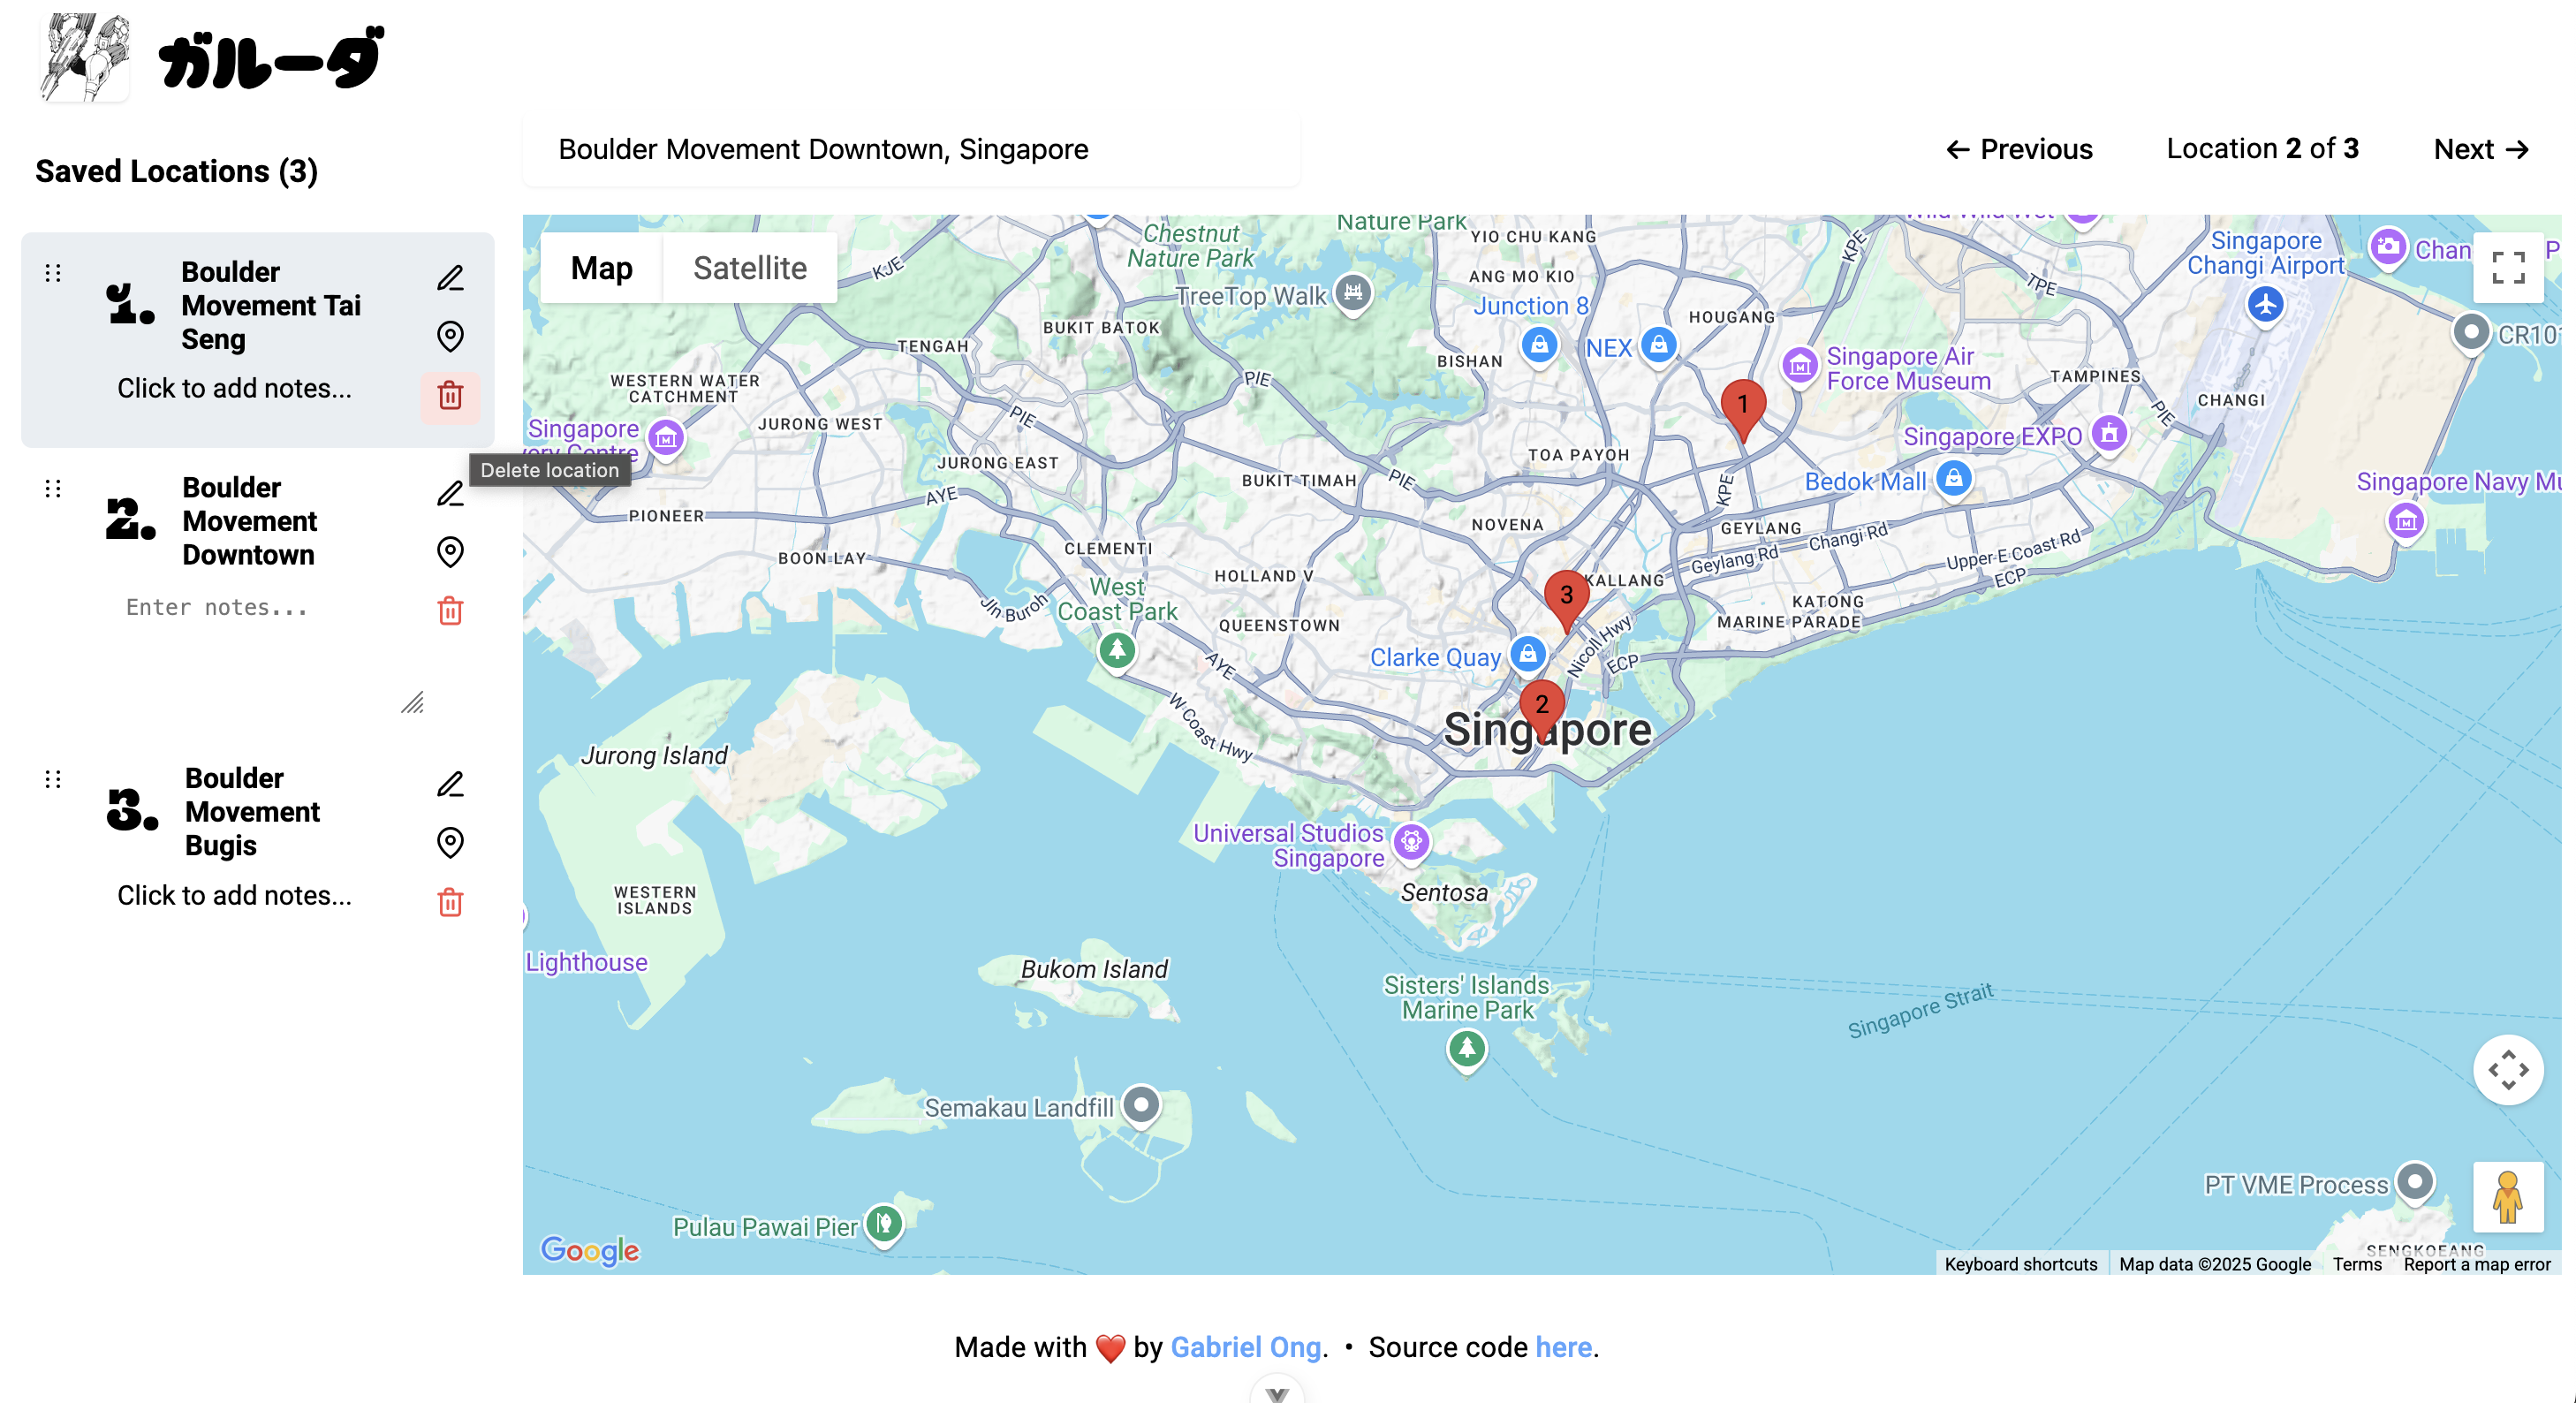 ガルーダ
Saved Locations (3)
Boulder Movement Downtown, Singapore
← Previous
Location 2 of 3
Next →
1.
Boulder
Movement Tai
Seng
Click to add notes...
Delete location
2.
Boulder
Movement
Downtown
Enter notes...
3.
Boulder
Movement
Bugis
Click to add notes...
Map
Satellite
Chestnut
Nature Park
Nature Park
YIO CHU KANG
KPE
Singapore
Changi Airport
KJE
TreeTop Walk
ANG MO KIO
Junction 8
TPE
BUKIT BATOK
HOUGANG
TENGAH
NEX
BISHAN
Singapore Air
Force Museum
TAMPINES
WESTERN WATER
CATCHMENT
PIE
PIE
PIE
CHANGI
1
JURONG WEST
Singapore
Singapore EXPO
JURONG EAST
TOA PAYOH
BUKIT TIMAH
PIE
KPE
Bedok Mall
Singapore Navy
AYE
PIONEER
NOVENA
GEYLANG
Changi Rd
Geylang Rd
Upper E Coast Rd
ECP
BOON LAY
CLEMENTI
HOLLAND V
KALLANG
3
West
Coast Park
Jln Buroh
KATONG
MARINE PARADE
QUEENSTOWN
Nicoll Hwy
Clarke Quay
ECP
AYE
2
Singapore
W Coast Hwy
Jurong Island
Universal Studios
Singapore
WESTERN
ISLANDS
Sentosa
Lighthouse
Bukom Island
Sisters' Islands
Marine Park
Singapore Strait
Semakau Landfill
PT VME Process
Pulau Pawai Pier
SENGKOEANG
Google
Keyboard shortcuts
Map data ©2025 Google
Terms
Report a map error
Made with ❤️ by Gabriel Ong. • Source code here.